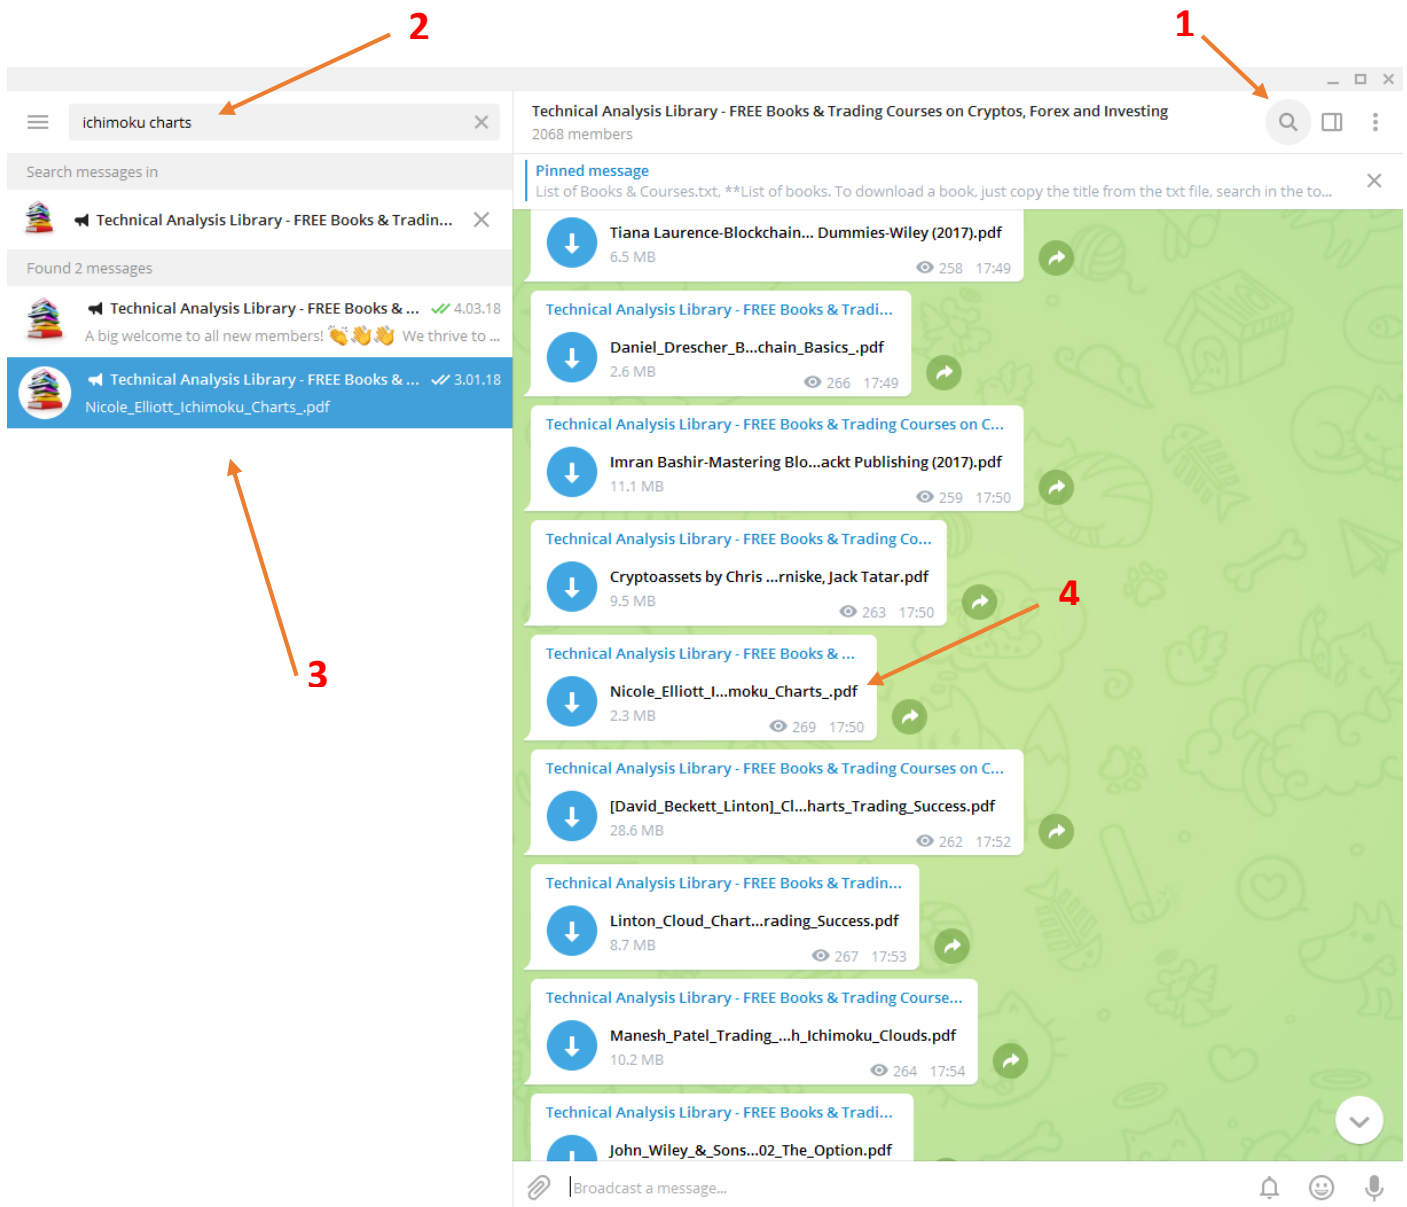 2
1
ichimoku charts
Search messages in
Technical Analysis Library - FREE Books & Tradin...
Found 2 messages
Technical Analysis Library - FREE Books & ... 4.03.18
A big welcome to all new members! 👏👋👋 We thrive to ...
Technical Analysis Library - FREE Books & ... 3.01.18
Nicole_Elliott_Ichimoku_Charts_.pdf
3
Technical Analysis Library - FREE Books & Trading Courses on Cryptos, Forex and Investing
2068 members
Pinned message
List of Books & Courses.txt, **List of books. To download a book, just copy the title from the txt file, search in the to...
Tiana Laurence-Blockchain... Dummies-Wiley (2017).pdf
6.5 MB
258 17:49
Technical Analysis Library - FREE Books & Tradi...
Daniel_Drescher_B...chain_Basics_.pdf
2.6 MB
266 17:49
Technical Analysis Library - FREE Books & Trading Courses on C...
Imran Bashir-Mastering Blo...ackt Publishing (2017).pdf
11.1 MB
259 17:50
Technical Analysis Library - FREE Books & Trading Co...
Cryptoassets by Chris ...rniske, Jack Tatar.pdf
9.5 MB
263 17:50
4
Technical Analysis Library - FREE Books & ...
Nicole_Elliott_I...moku_Charts_.pdf
2.3 MB
269 17:50
Technical Analysis Library - FREE Books & Trading Courses on C...
[David_Beckett_Linton]_Cl...harts_Trading_Success.pdf
28.6 MB
262 17:52
Technical Analysis Library - FREE Books & Tradin...
Linton_Cloud_Chart...rading_Success.pdf
8.7 MB
267 17:53
Technical Analysis Library - FREE Books & Trading Course...
Manesh_Patel_Trading_...h_Ichimoku_Clouds.pdf
10.2 MB
264 17:54
Technical Analysis Library - FREE Books & Tradi...
John_Wiley_&_Sons...02_The_Option.pdf
Broadcast a message...